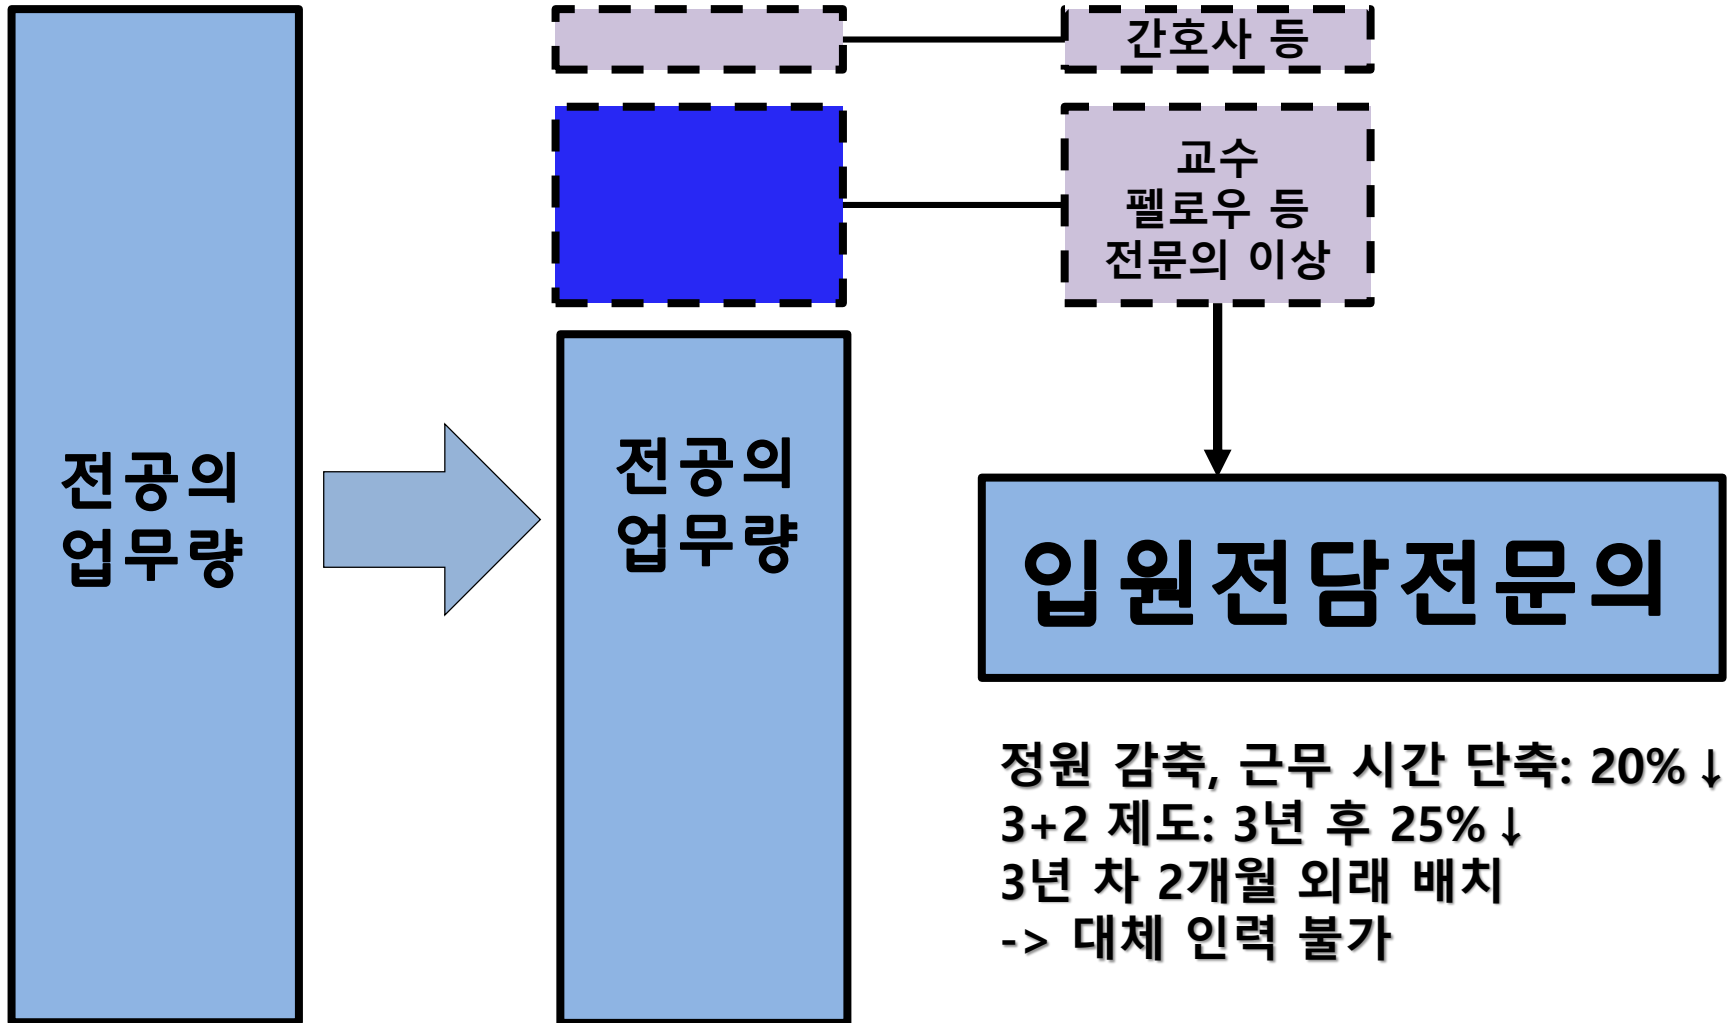 전공의
업무량
전공의
업무량
간호사 등
교수
펠로우 등
전문의 이상
입원전담전문의
정원 감축, 근무 시간 단축: 20%↓
3+2 제도: 3년 후 25%↓
3년 차 2개월 외래 배치
-> 대체 인력 불가